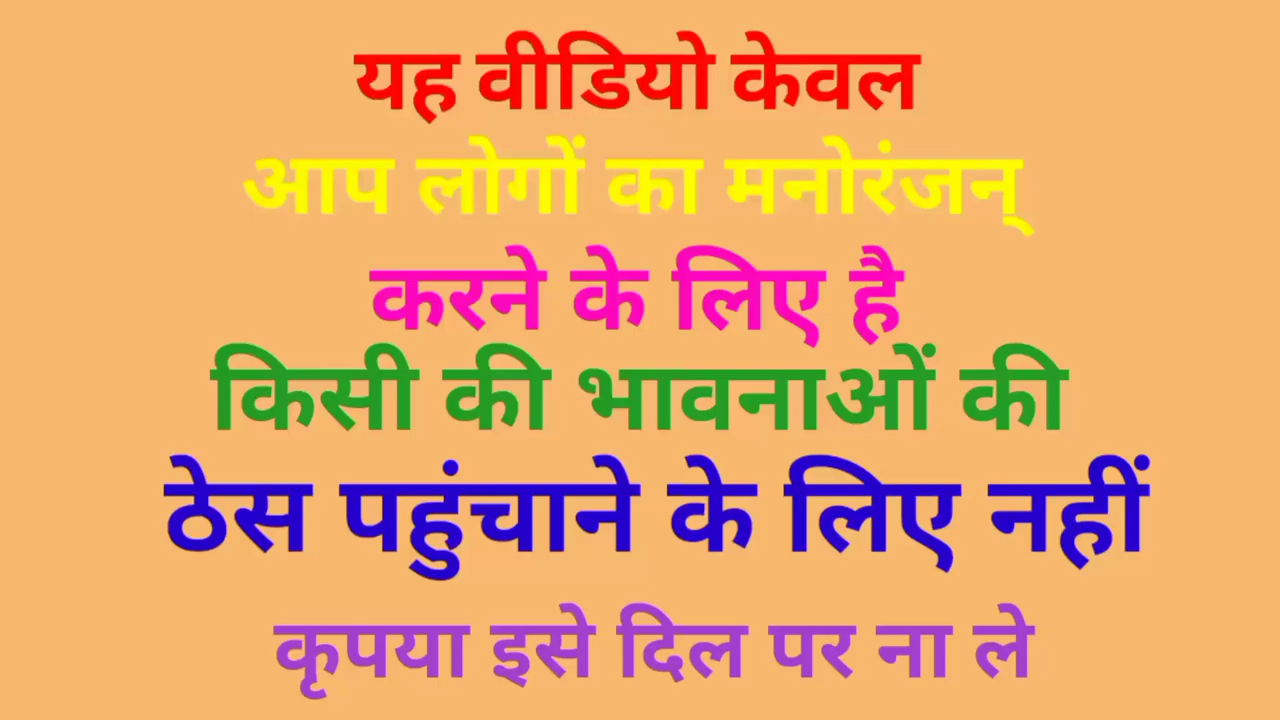 यह वीडियो केवल
आप लोगों का मनोरंजन्
करने के लिए है
किसी की भावनाओं की
ठेस पहुंचाने के लिए नहीं
कृपया इसे दिल पर ना ले